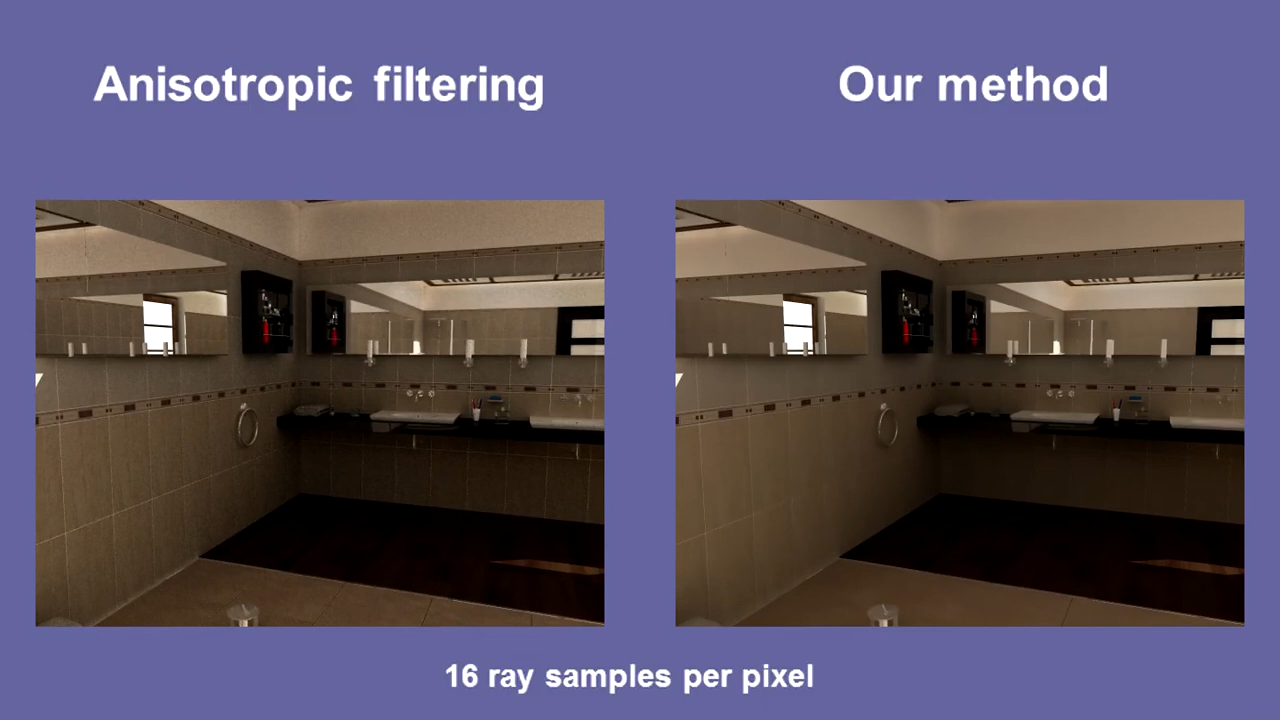 Anisotropic filtering
Our method
16 ray samples per pixel